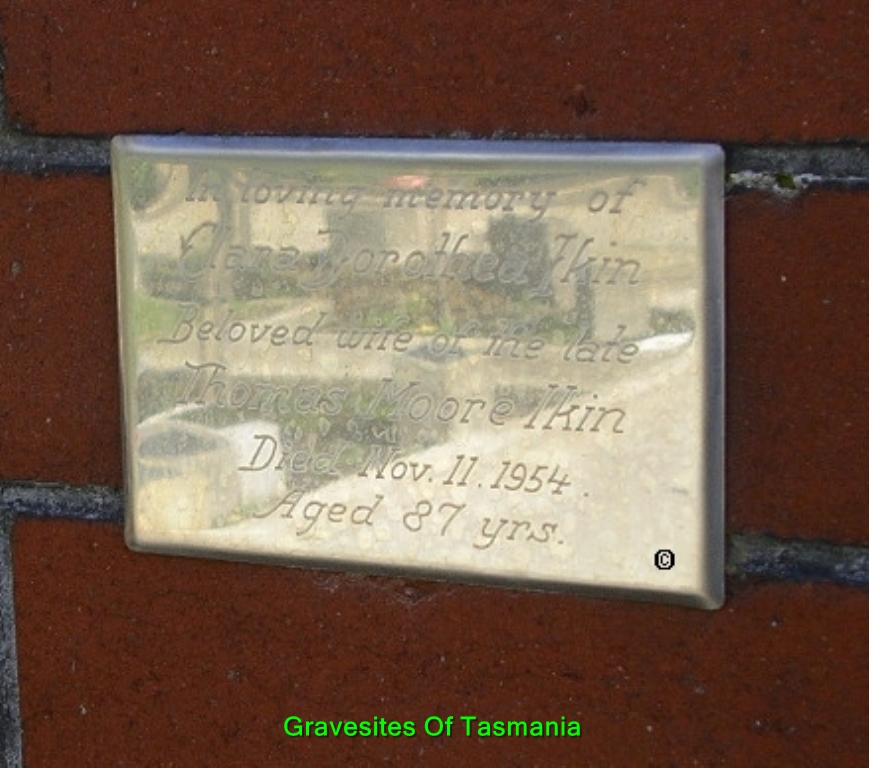 In loving memory of
Clara Dorothea Ikin
Beloved wife of the late
Thomas Moore Ikin
Died Nov. 11. 1954.
Aged 87 yrs.
©
Gravesites Of Tasmania